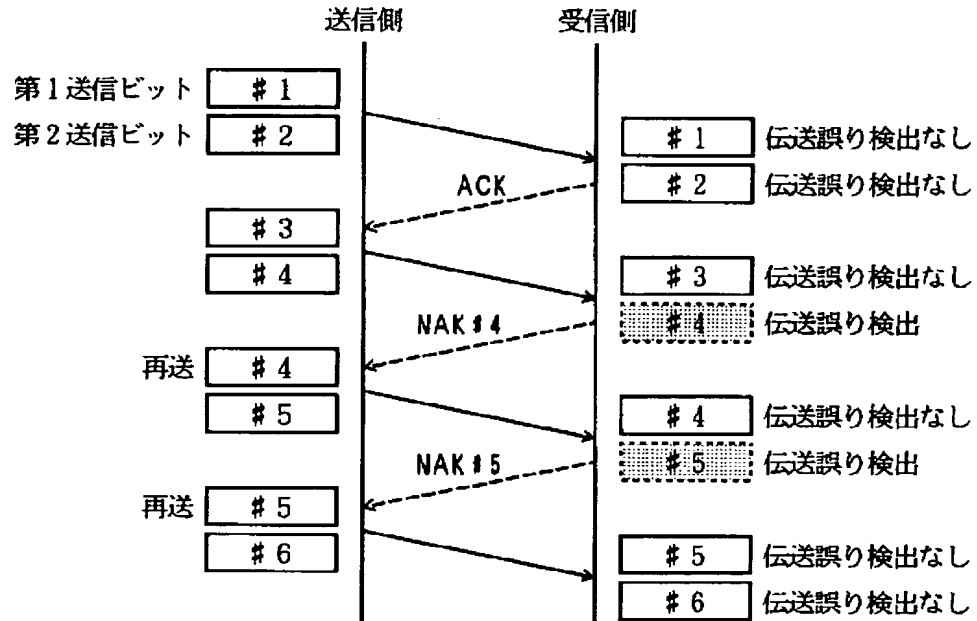 送信側 受信側
第1送信ビット #1
第2送信ビット #2
#1 伝送誤り検出なし
ACK #2 伝送誤り検出なし
#3
#4 #3 伝送誤り検出なし
NAK#4 #4 伝送誤り検出
再送 #4
#5 #4 伝送誤り検出なし
NAK#5 #5 伝送誤り検出
再送 #5
#6 #5 伝送誤り検出なし
#6 伝送誤り検出なし